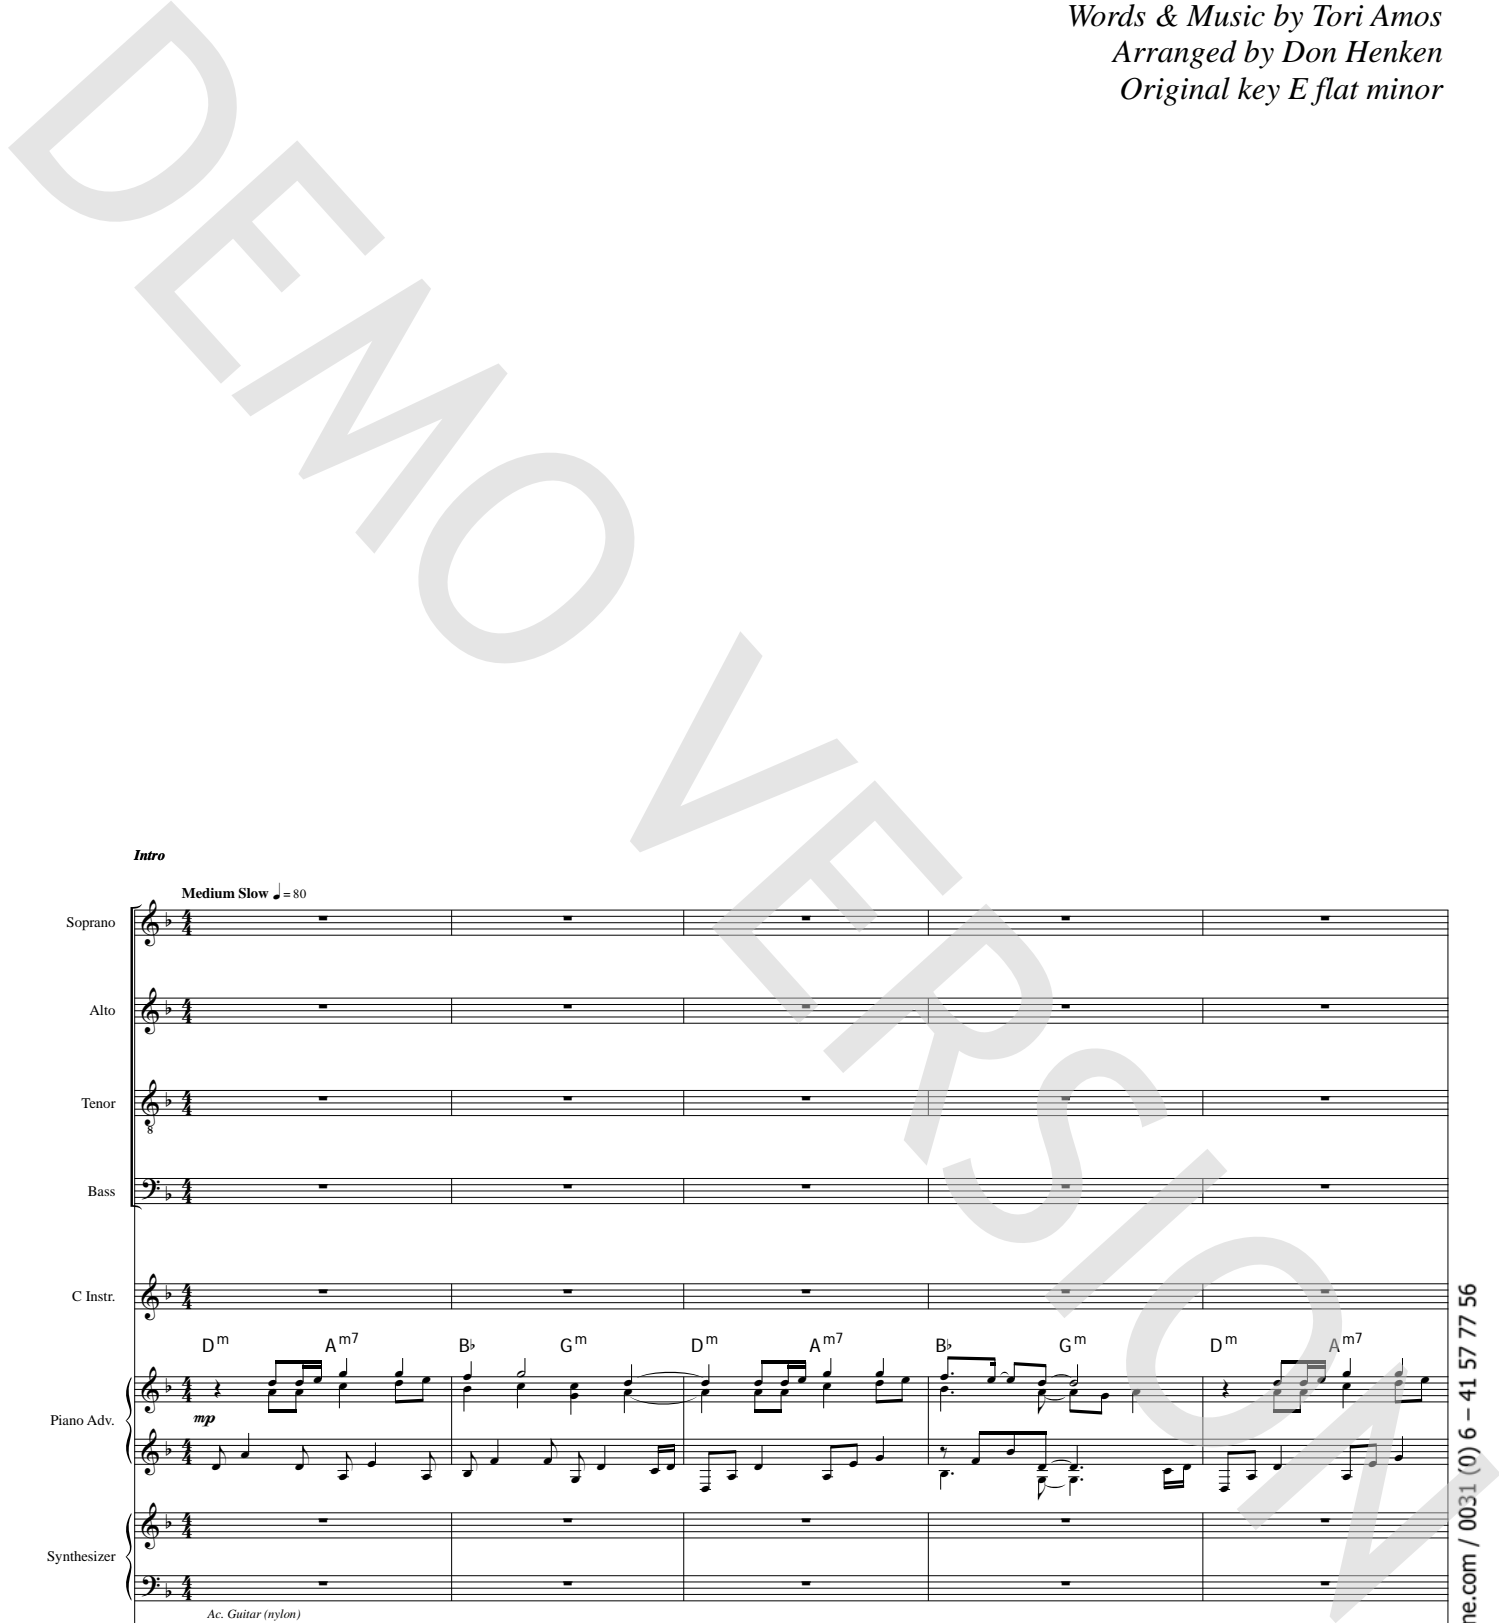 Words & Music by Tori Amos
Arranged by Don Henken
Original key E flat minor
DEMO VERSION
Intro
Medium Slow ♩ = 80
Soprano
Alto
Tenor
8
Bass
C Instr.
Dm Am7 B♭ Gm Dm Am7 B♭ Gm Dm Am7
mp
Piano Adv.
Synthesizer
Ac. Guitar (nylon)
ne.com / 0031 (0) 6 – 41 57 77 56